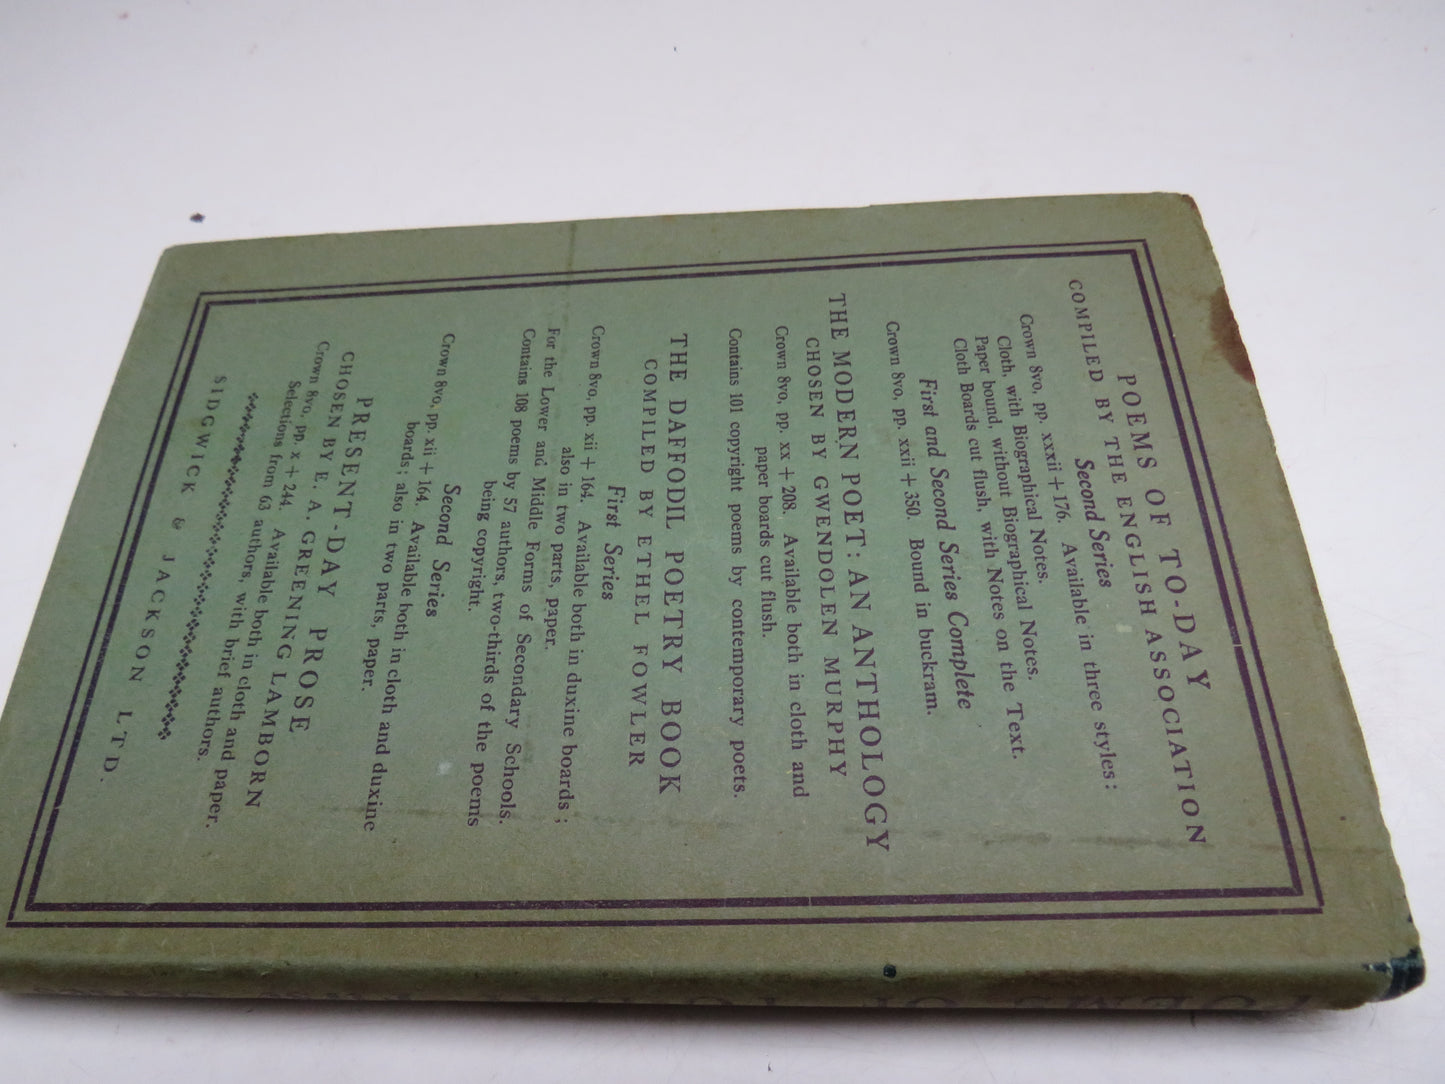 POEMS OF TO-DAY
COMPILED BY THE ENGLISH ASSOCIATION
Second Series
Crown 8vo, pp. xxxii + 176. Available in three styles:
Cloth, with Biographical Notes.
Paper bound, without Biographical Notes.
Cloth Boards cut flush, with Notes on the Text.
First and Second Series Complete
Crown 8vo, pp. xxii + 350. Bound in buckram.
THE MODERN POET: AN ANTHOLOGY
CHOSEN BY GWENDOLEN MURPHY
Crown 8vo, pp. xx + 208. Available both in cloth and
paper boards cut flush.
Contains 101 copyright poems by contemporary poets.
THE DAFFODIL POETRY BOOK
COMPILED BY ETHEL FOWLER
First Series
Crown 8vo, pp. xii + 164. Available both in duxine boards;
also in two parts, paper.
For the Lower and Middle Forms of Secondary Schools.
Contains 108 poems by 57 authors, two-thirds of the poems
being copyright.
Second Series
Crown 8vo, pp. xii + 164. Available both in cloth and duxine
boards; also in two parts, paper.
PRESENT-DAY PROSE
CHOSEN BY E. A. GREENING LAMBORN
Crown 8vo, pp. x + 244. Available both in cloth and paper.
Selections from 63 authors, with brief authors.
SIDGWICK & JACKSON LTD.
POEMS OF TO-DAY